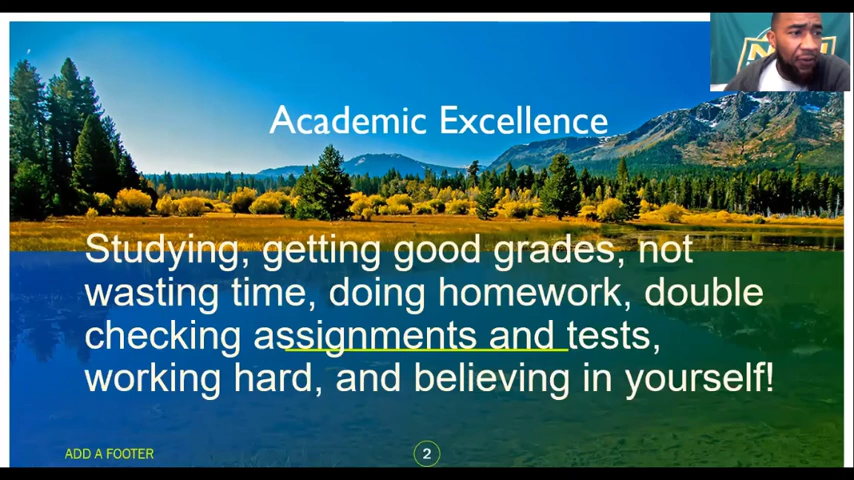 Academic Excellence
Studying, getting good grades, not
wasting time, doing homework, double
checking assignments and tests,
working hard, and believing in yourself!
ADD A FOOTER
2